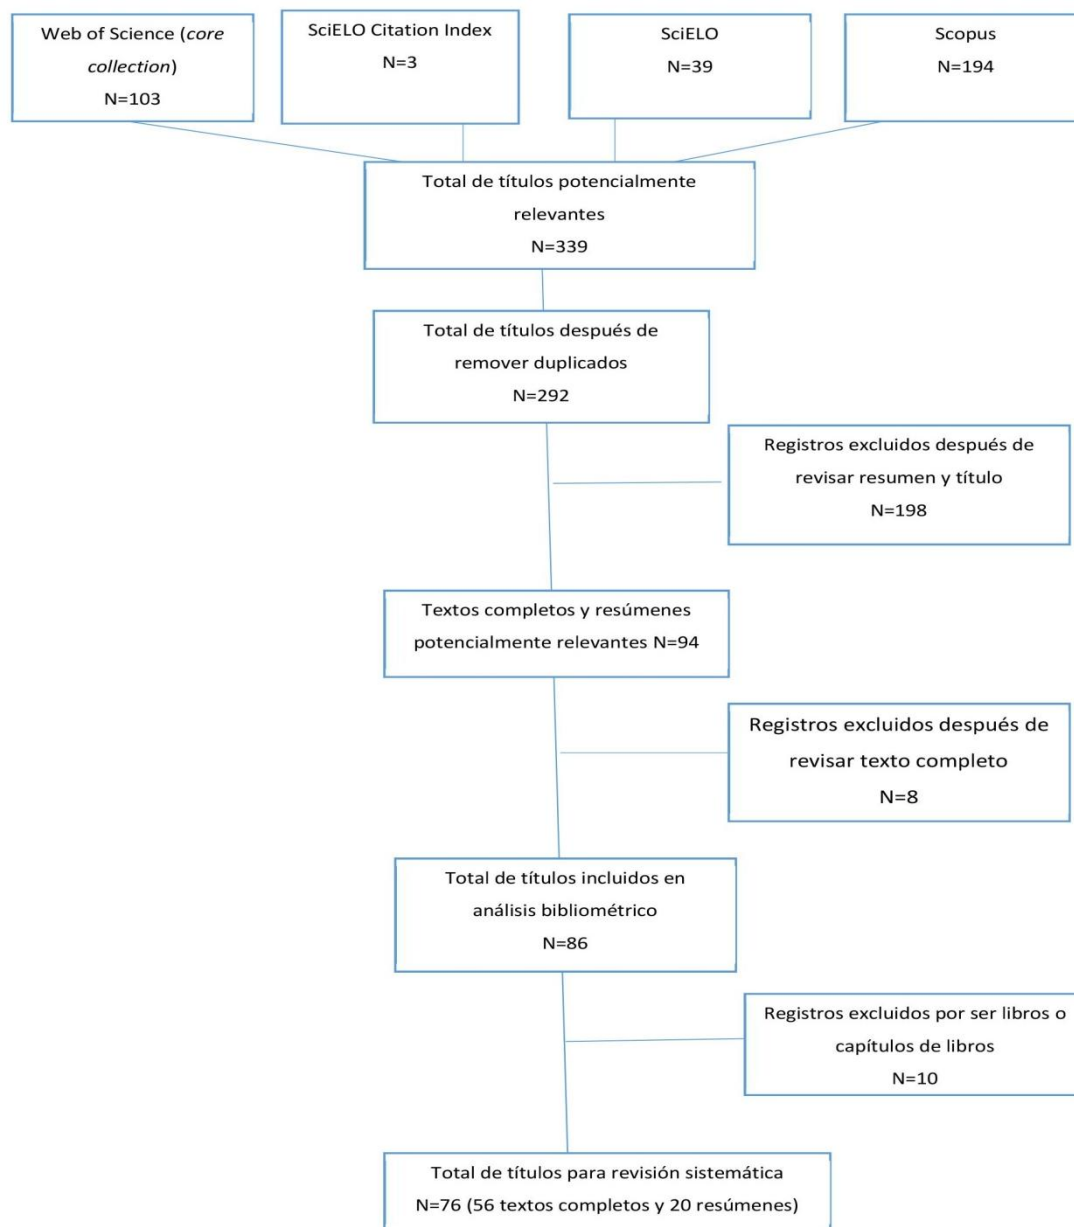 Web of Science (core
collection)
N=103
SciELO Citation Index
N=3
SciELO
N=39
Scopus
N=194
Total de títulos potencialmente
relevantes
N=339
Total de títulos después de
remover duplicados
N=292
Registros excluidos después de
revisar resumen y título
N=198
Textos completos y resúmenes
potencialmente relevantes N=94
Registros excluidos después de
revisar texto completo
N=8
Total de títulos incluidos en
análisis bibliométrico
N=86
Registros excluidos por ser libros o
capítulos de libros
N=10
Total de títulos para revisión sistemática
N=76 (56 textos completos y 20 resúmenes)